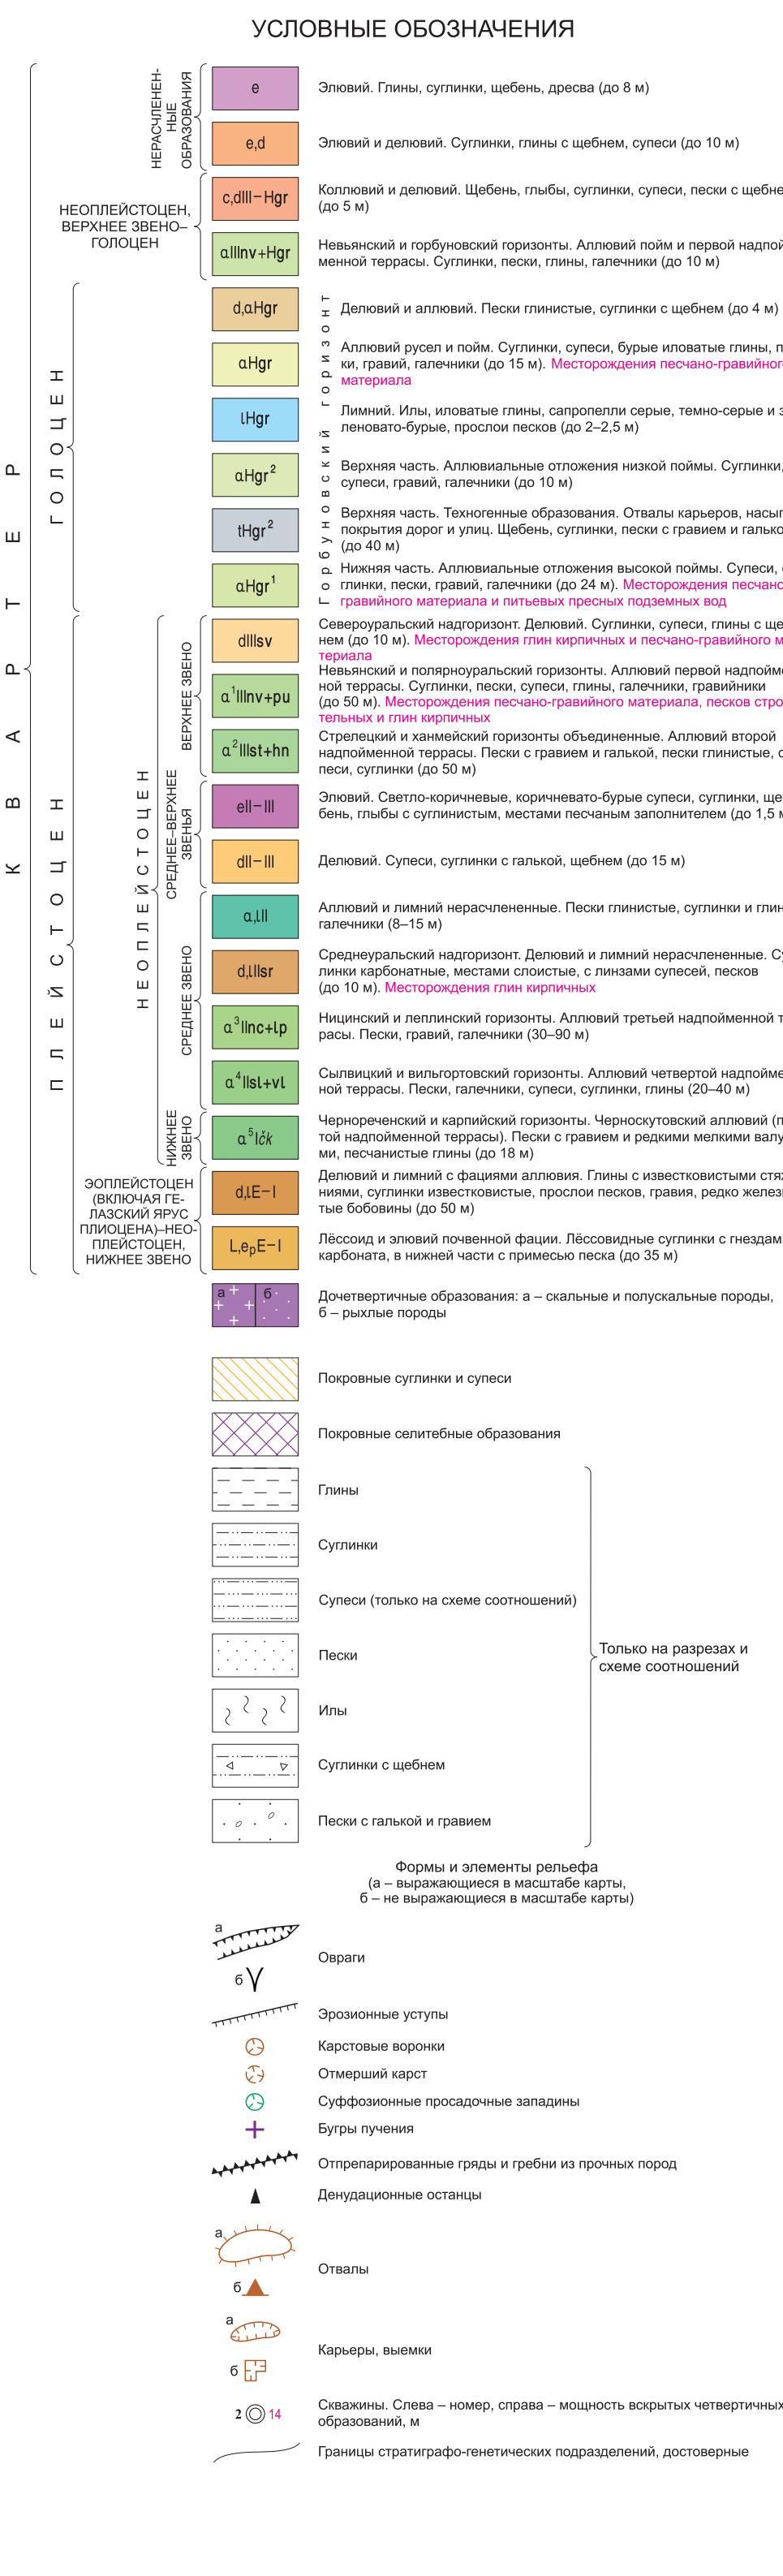 УСЛОВНЫЕ ОБОЗНАЧЕНИЯ
КВАРТЕР
НЕРАСЧЛЕНЕН-
НЫЕ
ОБРАЗОВАНИЯ
e
Элювий. Глины, суглинки, щебень, дресва (до 8 м)
e,d
Элювий и делювий. Суглинки, глины с щебнем, супеси (до 10 м)
НЕОПЛЕЙСТОЦЕН,
ВЕРХНЕЕ ЗВЕНО–
ГОЛОЦЕН
c,dIII–Hgr
Коллювий и делювий. Щебень, глыбы, суглинки, супеси, пески с щебне
(до 5 м)
aIIInv+Hgr
Невьянский и горбуновский горизонты. Аллювий пойм и первой надпой
менной террасы. Суглинки, пески, глины, галечники (до 10 м)
ГОЛОЦЕН
Горбуновский горизонт
d,aHgr
Делювий и аллювий. Пески глинистые, суглинки с щебнем (до 4 м)
aHgr
Аллювий русел и пойм. Суглинки, супеси, бурые иловатые глины, п
ки, гравий, галечники (до 15 м). Месторождения песчано-гравийног
материала
lHgr
Лимний. Илы, иловатые глины, сапропелли серые, темно-серые и з
леновато-бурые, прослои песков (до 2–2,5 м)
aHgr²
Верхняя часть. Аллювиальные отложения низкой поймы. Суглинки,
супеси, гравий, галечники (до 10 м)
tHgr²
Верхняя часть. Техногенные образования. Отвалы карьеров, насып
покрытия дорог и улиц. Щебень, суглинки, пески с гравием и галько
(до 40 м)
aHgr¹
Нижняя часть. Аллювиальные отложения высокой поймы. Супеси,
глинки, пески, гравий, галечники (до 24 м). Месторождения песчано
гравийного материала и питьевых пресных подземных вод
ПЛЕЙСТОЦЕН
НЕОПЛЕЙСТОЦЕН
ВЕРХНЕЕ ЗВЕНО
dIIIsv
Североуральский надгоризонт. Делювий. Суглинки, супеси, глины с ще
нем (до 10 м). Месторождения глин кирпичных и песчано-гравийного м
териала
a¹IIInv+pu
Невьянский и полярноуральский горизонты. Аллювий первой надпойме
ной террасы. Суглинки, пески, супеси, глины, галечники, гравийники
(до 50 м). Месторождения песчано-гравийного материала, песков стро
тельных и глин кирпичных
a²IIIst+hn
Стрелецкий и ханмейский горизонты объединенные. Аллювий второй
надпойменной террасы. Пески с гравием и галькой, пески глинистые, с
песи, суглинки (до 50 м)
СРЕДНЕЕ–ВЕРХНЕЕ
ЗВЕНЬЯ
eII–III
Элювий. Светло-коричневые, коричневато-бурые супеси, суглинки, ще
бень, глыбы с суглинистым, местами песчаным заполнителем (до 1,5 м
dII–III
Делювий. Супеси, суглинки с галькой, щебнем (до 15 м)
СРЕДНЕЕ ЗВЕНО
a,lII
Аллювий и лимний нерасчлененные. Пески глинистые, суглинки и глин
галечники (8–15 м)
d,lIIsr
Среднеуральский надгоризонт. Делювий и лимний нерасчлененные. Су
линки карбонатные, местами слоистые, с линзами супесей, песков
(до 10 м). Месторождения глин кирпичных
a³IInc+lp
Ницинский и леплинский горизонты. Аллювий третьей надпойменной т
расы. Пески, гравий, галечники (30–90 м)
a⁴IIsl+vl
Сылвицкий и вильгортовский горизонты. Аллювий четвертой надпойме
ной террасы. Пески, галечники, супеси, суглинки, глины (20–40 м)
НИЖНЕЕ
ЗВЕНО
a⁵Ičk
Чернореченский и карпийский горизонты. Черноскутовский аллювий (п
той надпойменной террасы). Пески с гравием и редкими мелкими валу
ми, песчанистые глины (до 18 м)
ЭОПЛЕЙСТОЦЕН
(ВКЛЮЧАЯ ГЕ-
ЛАЗСКИЙ ЯРУС
ПЛИОЦЕНА)–НЕО-
ПЛЕЙСТОЦЕН,
НИЖНЕЕ ЗВЕНО
d,lE–I
Делювий и лимний с фациями аллювия. Глины с известковистыми стя
ниями, суглинки известковистые, прослои песков, гравия, редко желез
тые бобовины (до 50 м)
L,epE–I
Лёссоид и элювий почвенной фации. Лёссовидные суглинки с гнездам
карбоната, в нижней части с примесью песка (до 35 м)
а б
Дочетвертичные образования: а – скальные и полускальные породы,
б – рыхлые породы
Покровные суглинки и супеси
Покровные селитебные образования
Глины
Суглинки
Супеси (только на схеме соотношений)
Пески
Илы
Суглинки с щебнем
Пески с галькой и гравием
Только на разрезах и
схеме соотношений
Формы и элементы рельефа
(а – выражающиеся в масштабе карты,
б – не выражающиеся в масштабе карты)
а
б
Овраги
Эрозионные уступы
Карстовые воронки
Отмерший карст
Суффозионные просадочные западины
Бугры пучения
Отпрепарированные гряды и гребни из прочных пород
Денудационные останцы
а
б
Отвалы
а
б
Карьеры, выемки
2 14
Скважины. Слева – номер, справа – мощность вскрытых четвертичных
образований, м
Границы стратиграфо-генетических подразделений, достоверные